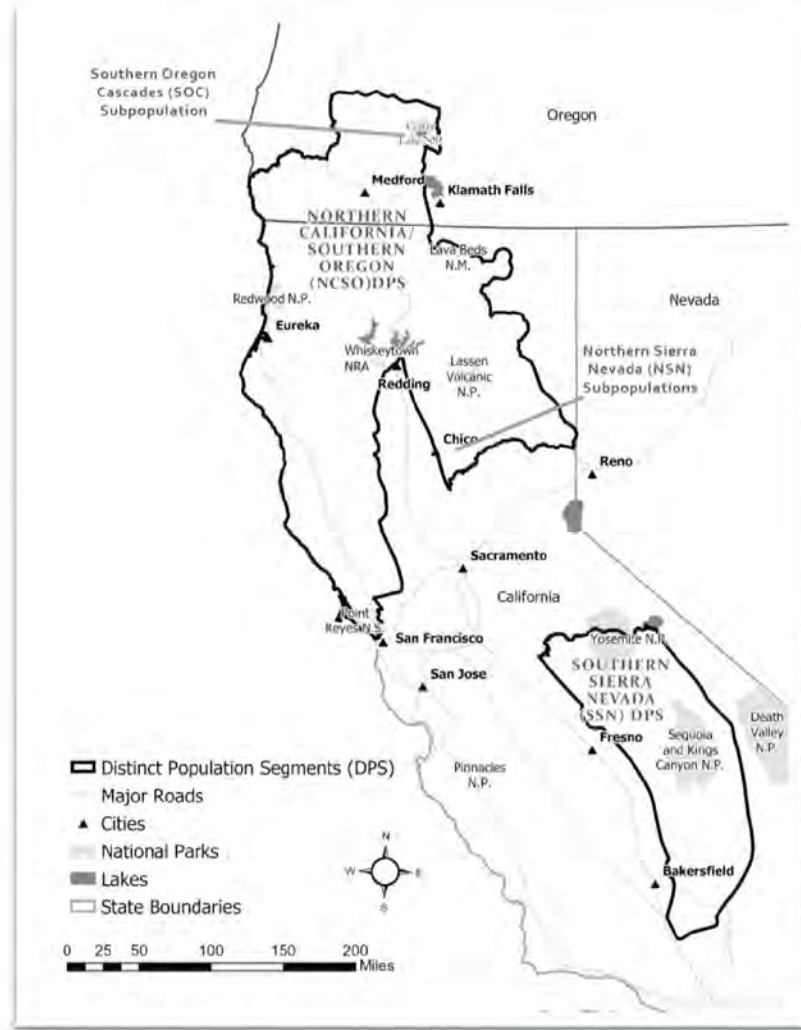 Southern Oregon
Cascades (SOC)
Subpopulation
Oregon
Crater
Lake N.P.
Medford
Klamath Falls
NORTHERN
CALIFORNIA/
SOUTHERN
OREGON
(NCSO)DPS
Lava Beds
N.M.
Redwood N.P.
Nevada
Eureka
Whiskeytown
NRA
Lassen
Volcanic
N.P.
Northern Sierra
Nevada (NSN)
Subpopulations
Redding
Chico
Reno
Sacramento
California
Point
Reyes N.S.
San Francisco
Yosemite N.P.
San Jose
SOUTHERN
SIERRA
NEVADA
(SSN) DPS
Death
Valley
N.P.
Fresno
Sequoia
and Kings
Canyon N.P.
Pinnacles
N.P.
Bakersfield
Distinct Population Segments (DPS)
Major Roads
Cities
National Parks
Lakes
State Boundaries
N
W E
S
0 25 50 100 150 200
Miles